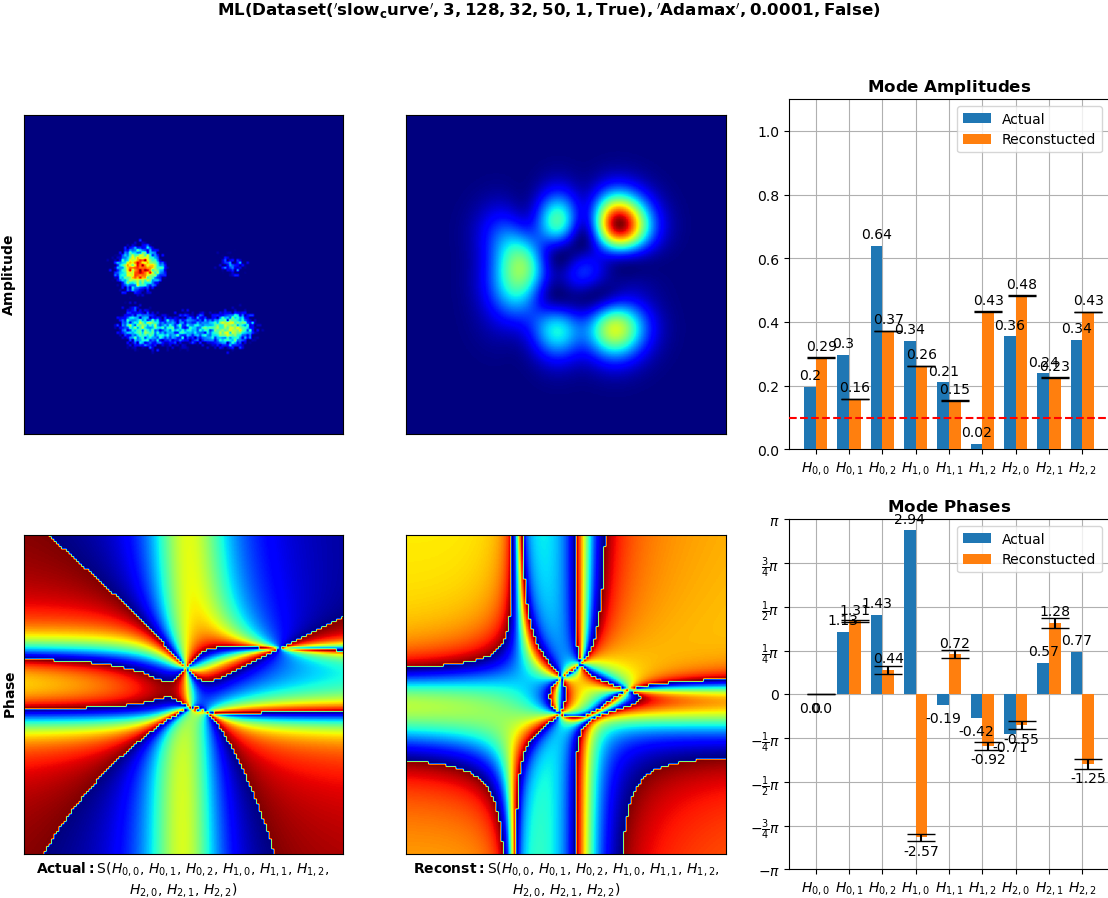 ML(Dataset('slow_curve', 3, 128, 32, 50, 1, True), 'Adamax', 0.0001, False)
Mode Amplitudes
Actual
Reconstucted
1.0
0.8
0.6
0.4
0.2
0.0
0.2
0.29
0.3
0.16
0.64
0.37
0.34
0.26
0.21
0.15
0.02
0.43
0.36
0.48
0.24
0.23
0.34
0.43
H0,0 H0,1 H0,2 H1,0 H1,1 H1,2 H2,0 H2,1 H2,2
Amplitude
Mode Phases
Actual
Reconstucted
π
3/4π
1/2π
1/4π
0
−1/4π
−1/2π
−3/4π
−π
0.0
0.0
1.13
1.31
1.43
0.44
2.94
-2.57
-0.19
0.72
-0.42
-0.92
-0.71
-0.55
0.57
1.28
0.77
-1.25
H0,0 H0,1 H0,2 H1,0 H1,1 H1,2 H2,0 H2,1 H2,2
Phase
Actual: S(H0,0, H0,1, H0,2, H1,0, H1,1, H1,2,
H2,0, H2,1, H2,2)
Reconst: S(H0,0, H0,1, H0,2, H1,0, H1,1, H1,2,
H2,0, H2,1, H2,2)